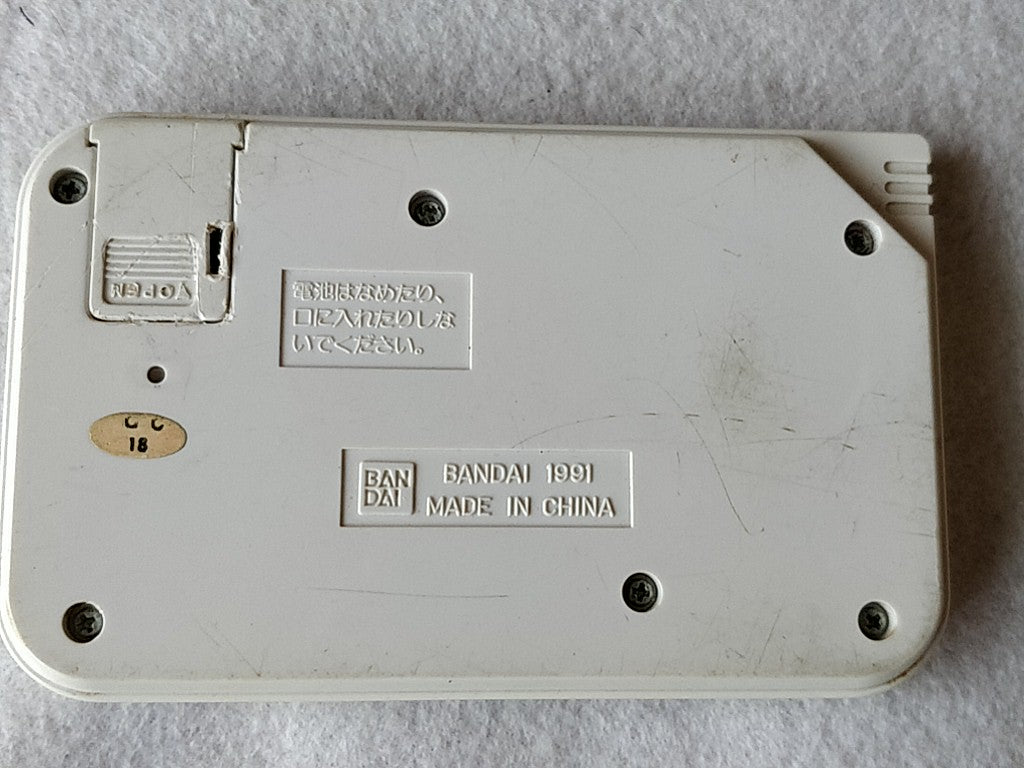 OPEN
電池はなめたり、
口に入れたりしな
いでください。
18
BAN
DAI
BANDAI 1991
MADE IN CHINA